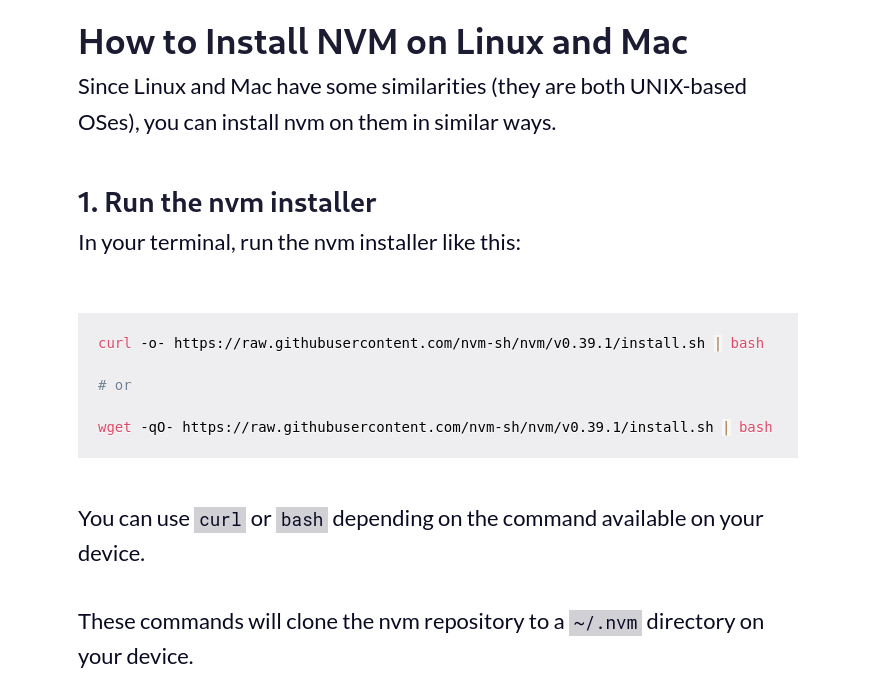 How to Install NVM on Linux and Mac
Since Linux and Mac have some similarities (they are both UNIX-based
OSes), you can install nvm on them in similar ways.
1. Run the nvm installer
In your terminal, run the nvm installer like this:
curl -o- https://raw.githubusercontent.com/nvm-sh/nvm/v0.39.1/install.sh | bash
# or
wget -qO- https://raw.githubusercontent.com/nvm-sh/nvm/v0.39.1/install.sh | bash
You can use curl or bash depending on the command available on your
device.
These commands will clone the nvm repository to a ~/.nvm directory on
your device.